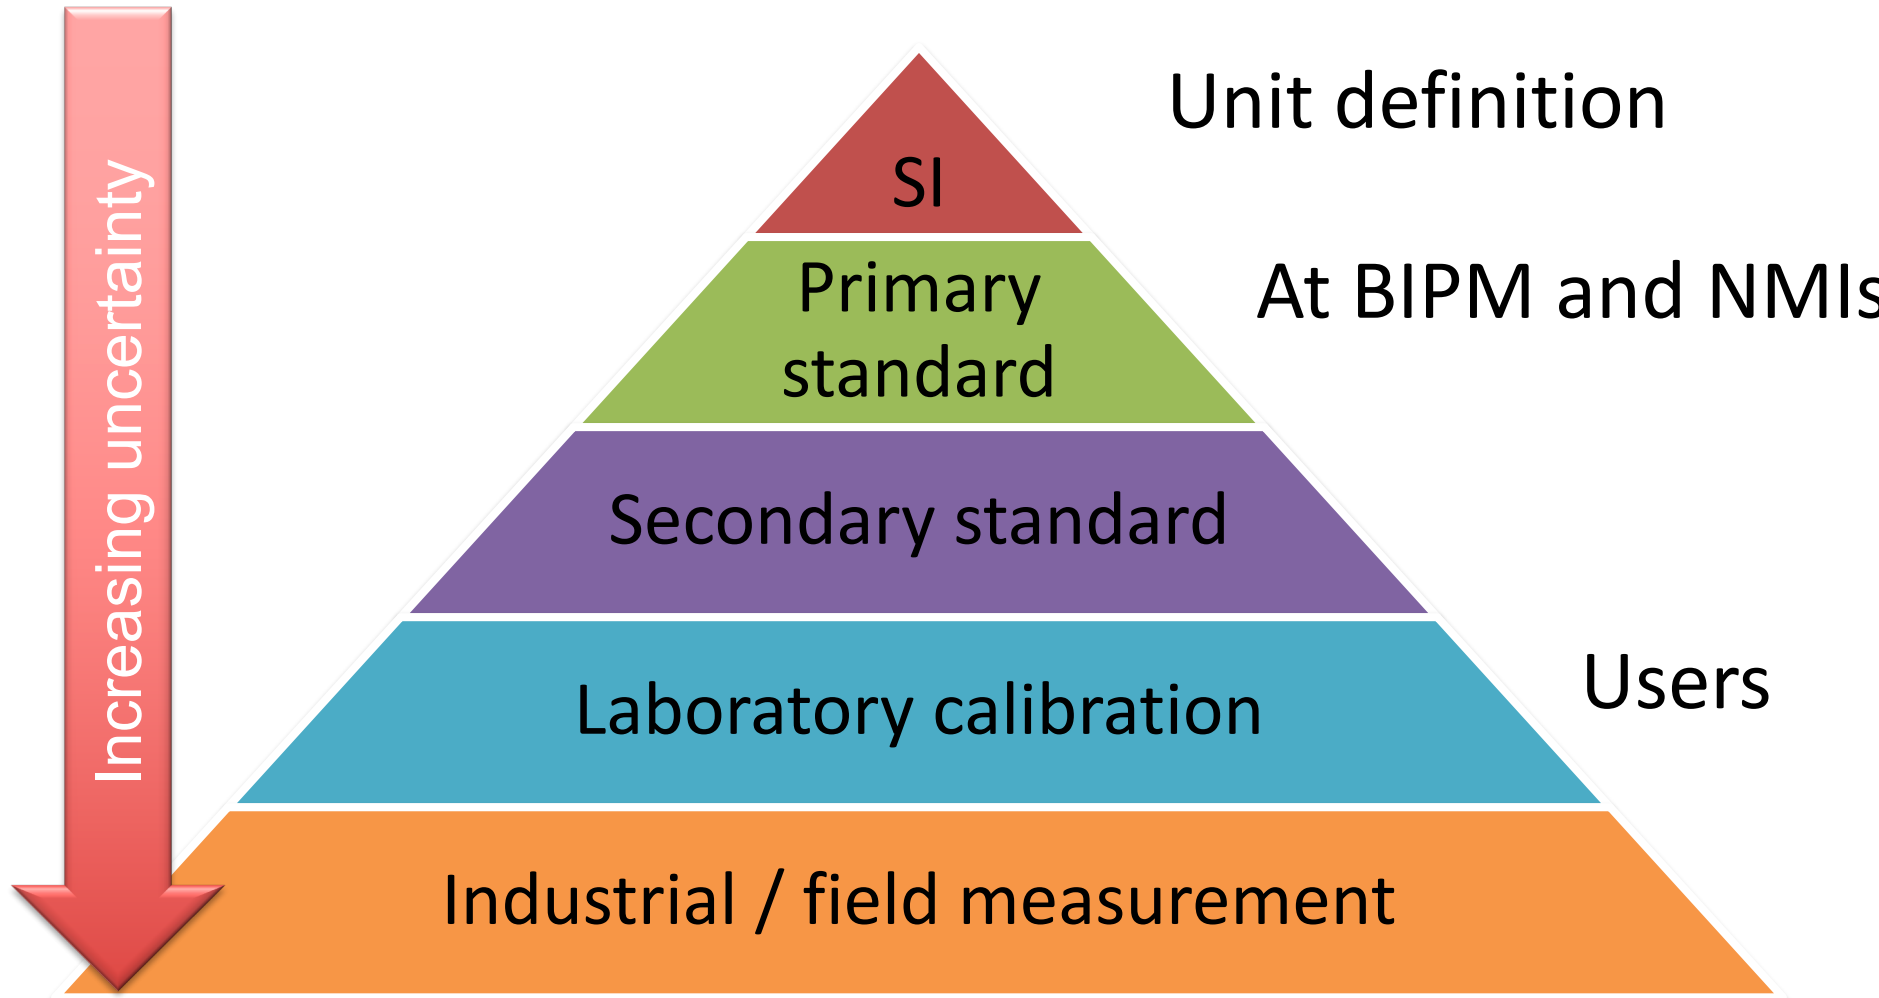 Unit definition
SI
Primary
standard
At BIPM and NMIs
Secondary standard
Laboratory calibration
Users
Industrial / field measurement
Increasing uncertainty